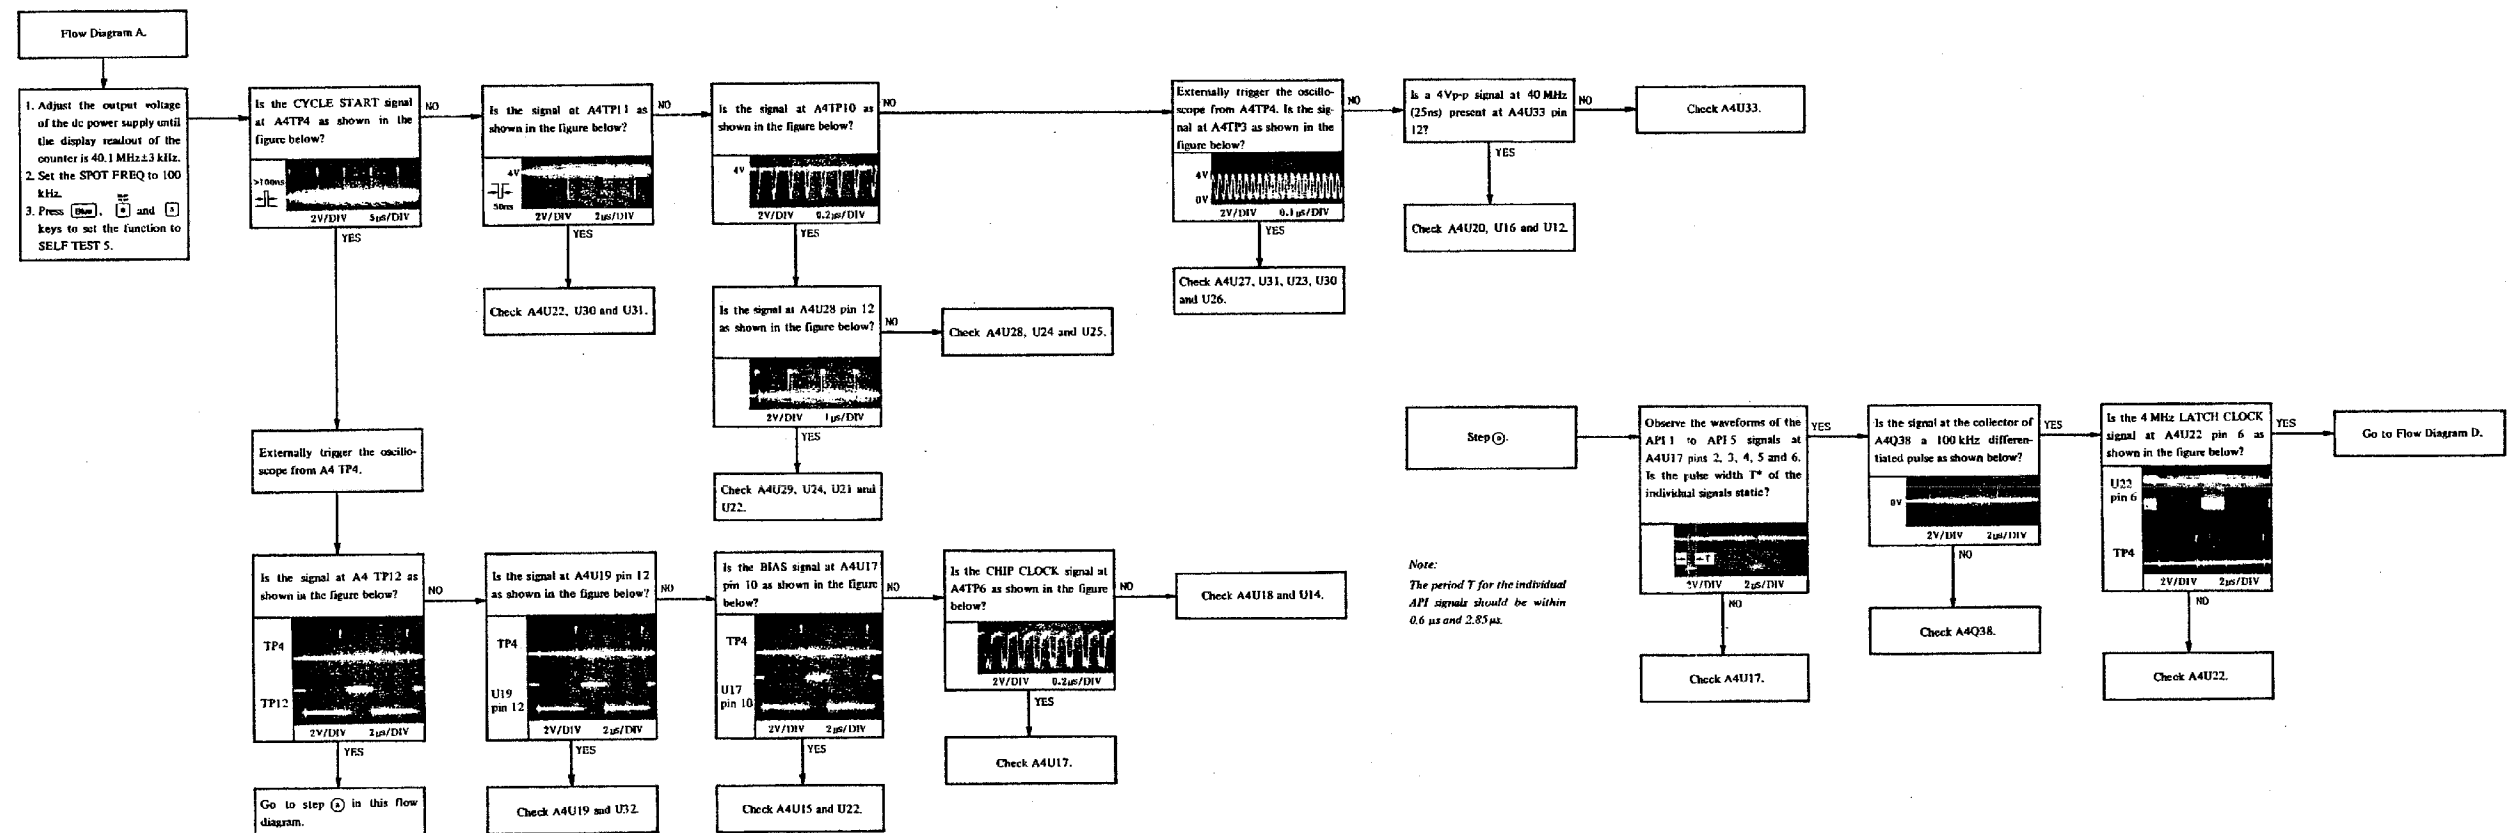 Flow Diagram A.
1. Adjust the output voltage
of the dc power supply until
the display readout of the
counter is 40.1 MHz±3 kHz.
2. Set the SPOT FREQ to 100
kHz.
3. Press [Blue], and [5]
keys to set the function to
SELF TEST 5.
Is the CYCLE START signal
at A4TP4 as shown in the
figure below?
>100ns
2V/DIV 5µs/DIV
NO
YES
Is the signal at A4TP11 as
shown in the figure below?
4V
50ns
2V/DIV 2µs/DIV
NO
YES
Check A4U22, U30 and U31.
Is the signal at A4TP10 as
shown in the figure below?
4V
2V/DIV 0.2µs/DIV
NO
YES
Is the signal at A4U28 pin 12
as shown in the figure below?
2V/DIV 1µs/DIV
NO
Check A4U28, U24 and U25.
YES
Check A4U29, U24, U21 and
U22.
Externally trigger the oscillo-
scope from A4TP4. Is the sig-
nal at A4TP3 as shown in the
figure below?
4V
0V
2V/DIV 0.1µs/DIV
NO
YES
Check A4U27, U31, U23, U30
and U26.
Is a 4Vp-p signal at 40 MHz
(25ns) present at A4U33 pin
12?
NO
Check A4U33.
YES
Check A4U20, U16 and U12.
Externally trigger the oscillo-
scope from A4 TP4.
Is the signal at A4 TP12 as
shown in the figure below?
TP4
TP12
2V/DIV 2µs/DIV
NO
YES
Go to step ⓐ in this flow
diagram.
Is the signal at A4U19 pin 12
as shown in the figure below?
TP4
U19
pin 12
2V/DIV 2µs/DIV
NO
YES
Check A4U19 and U32.
Is the BIAS signal at A4U17
pin 10 as shown in the figure
below?
TP4
U17
pin 10
2V/DIV 2µs/DIV
NO
YES
Check A4U15 and U22.
Is the CHIP CLOCK signal at
A4TP6 as shown in the figure
below?
2V/DIV 0.2µs/DIV
NO
Check A4U18 and U14.
YES
Check A4U17.
Step ⓐ.
Observe the waveforms of the
API 1 to API 5 signals at
A4U17 pins 2, 3, 4, 5 and 6.
Is the pulse width T* of the
individual signals static?
T
2V/DIV 2µs/DIV
YES
NO
Check A4U17.
Is the signal at the collector of
A4Q38 a 100 kHz differen-
tiated pulse as shown below?
0V
2V/DIV 2µs/DIV
YES
NO
Check A4Q38.
Is the 4 MHz LATCH CLOCK
signal at A4U22 pin 6 as
shown in the figure below?
U22
pin 6
TP4
2V/DIV 2µs/DIV
YES
Go to Flow Diagram D.
NO
Check A4U22.
Note:
The period T for the individual
API signals should be within
0.6 µs and 2.85 µs.